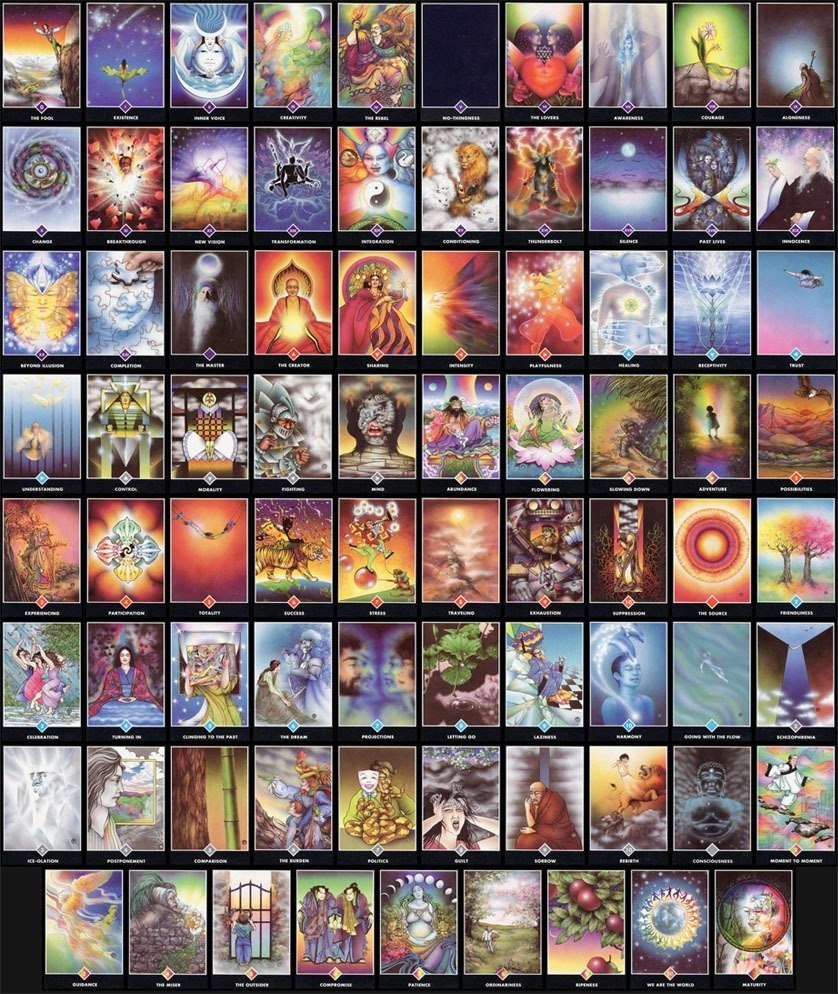 THE FOOL
EXISTENCE
INNER VOICE
CREATIVITY
THE REBEL
NO-THINGNESS
THE LOVERS
AWARENESS
COURAGE
ALONENESS
CHANGE
BREAKTHROUGH
NEW VISION
TRANSFORMATION
INTEGRATION
CONDITIONING
THUNDERBOLT
SILENCE
PAST LIVES
INNOCENCE
BEYOND ILLUSION
COMPLETION
THE MASTER
THE CREATOR
SHARING
INTENSITY
PLAYFULNESS
HEALING
RECEPTIVITY
TRUST
UNDERSTANDING
CONTROL
MORALITY
FIGHTING
MIND
ABUNDANCE
FLOWERING
SLOWING DOWN
ADVENTURE
POSSIBILITIES
EXPERIENCING
PARTICIPATION
TOTALITY
SUCCESS
STRESS
TRAVELING
EXHAUSTION
SUPPRESSION
THE SOURCE
FRIENDLINESS
CELEBRATION
TURNING IN
CLINGING TO THE PAST
THE DREAM
PROJECTIONS
LETTING GO
LAZINESS
HARMONY
GOING WITH THE FLOW
SCHIZOPHRENIA
ICE-OLATION
POSTPONEMENT
COMPARISON
THE BURDEN
POLITICS
GUILT
SORROW
REBIRTH
CONSCIOUSNESS
MOMENT TO MOMENT
GUIDANCE
THE MISER
THE OUTSIDER
COMPROMISE
PATIENCE
ORDINARINESS
RIPENESS
WE ARE THE WORLD
MATURITY